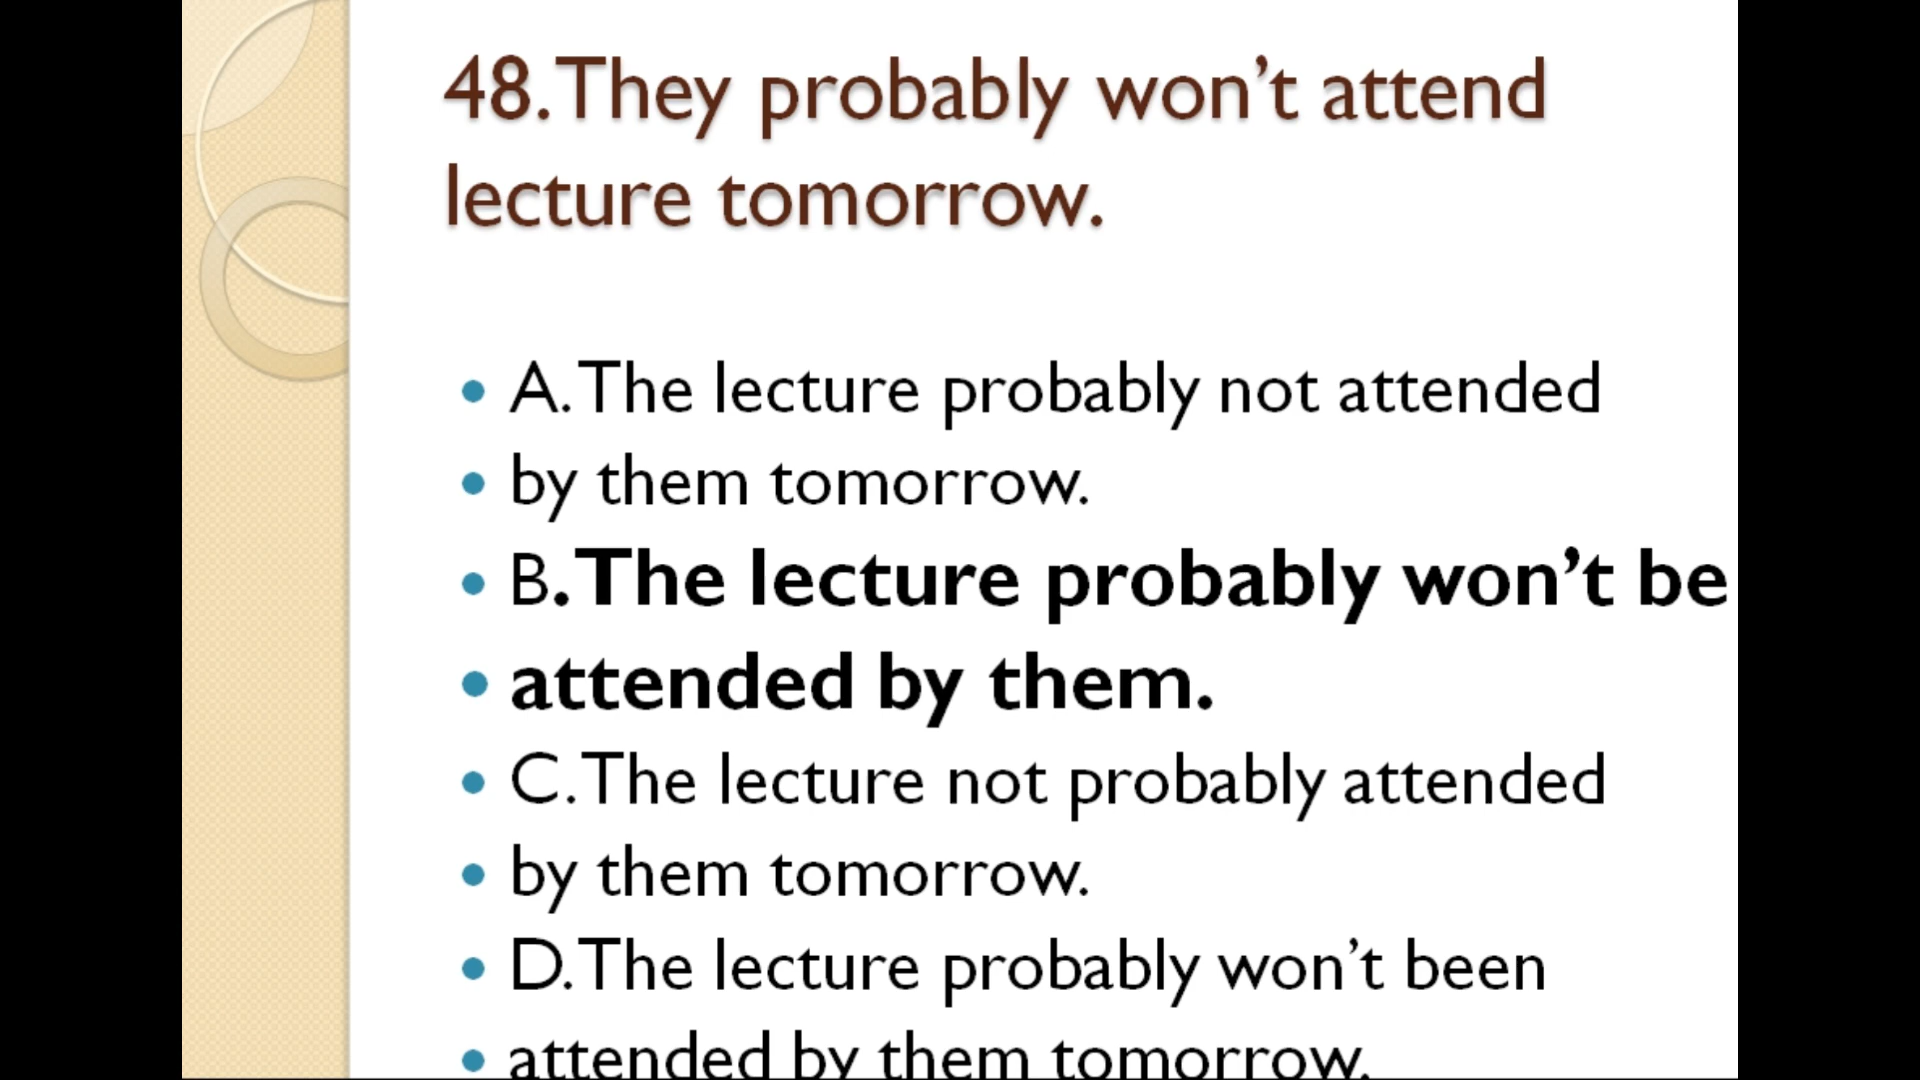 48. They probably won’t attend
lecture tomorrow.
A. The lecture probably not attended
by them tomorrow.
B. The lecture probably won’t be
attended by them.
C. The lecture not probably attended
by them tomorrow.
D. The lecture probably won’t been
attended by them tomorrow.